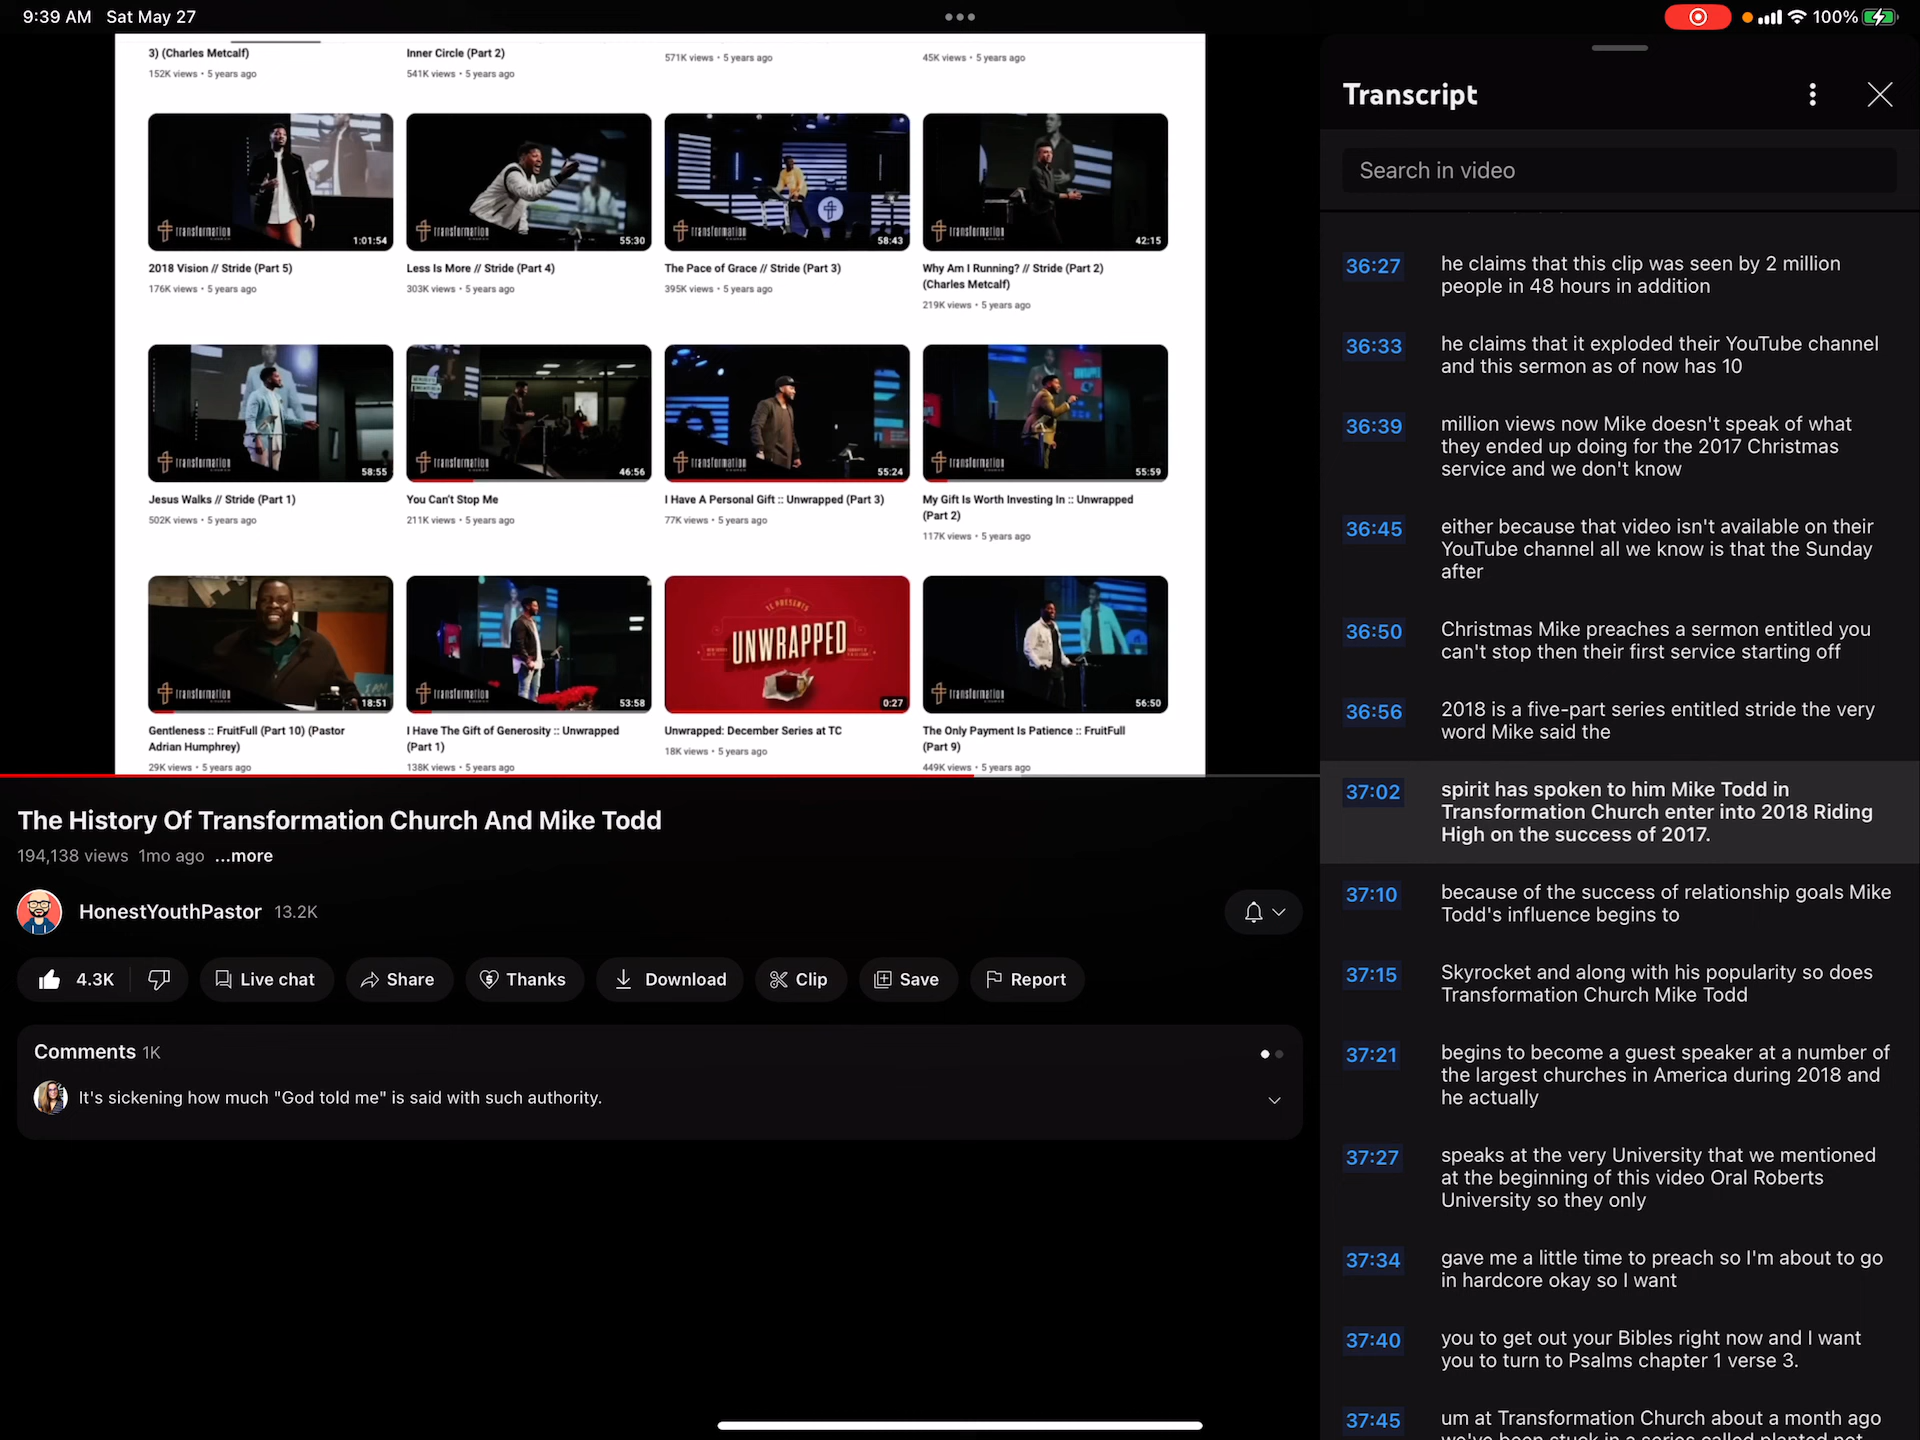 9:39 AM Sat May 27
100%
3) (Charles Metcalf)
152K views • 5 years ago
Inner Circle (Part 2)
541K views • 5 years ago
571K views • 5 years ago
45K views • 5 years ago
Transformation
1:01:54
Transformation
55:30
Transformation
58:43
Transformation
42:15
2018 Vision // Stride (Part 5)
176K views • 5 years ago
Less Is More // Stride (Part 4)
303K views • 5 years ago
The Pace of Grace // Stride (Part 3)
395K views • 5 years ago
Why Am I Running? // Stride (Part 2)
(Charles Metcalf)
219K views • 5 years ago
Transformation
58:55
Transformation
46:56
Transformation
55:24
Transformation
55:59
Jesus Walks // Stride (Part 1)
502K views • 5 years ago
You Can't Stop Me
211K views • 5 years ago
I Have A Personal Gift :: Unwrapped (Part 3)
77K views • 5 years ago
My Gift Is Worth Investing In :: Unwrapped
(Part 2)
117K views • 5 years ago
Transformation
18:51
Transformation
53:58
TC PRESENTS
UNWRAPPED
0:27
Transformation
56:50
Gentleness :: FruitFull (Part 10) (Pastor
Adrian Humphrey)
29K views • 5 years ago
I Have The Gift of Generosity :: Unwrapped
(Part 1)
138K views • 5 years ago
Unwrapped: December Series at TC
18K views • 5 years ago
The Only Payment Is Patience :: FruitFull
(Part 9)
449K views • 5 years ago
The History Of Transformation Church And Mike Todd
194,138 views 1mo ago ...more
HonestYouthPastor 13.2K
4.3K
Live chat
Share
Thanks
Download
Clip
Save
Report
Comments 1K
It's sickening how much "God told me" is said with such authority.
Transcript
Search in video
36:27 he claims that this clip was seen by 2 million
people in 48 hours in addition
36:33 he claims that it exploded their YouTube channel
and this sermon as of now has 10
36:39 million views now Mike doesn't speak of what
they ended up doing for the 2017 Christmas
service and we don't know
36:45 either because that video isn't available on their
YouTube channel all we know is that the Sunday
after
36:50 Christmas Mike preaches a sermon entitled you
can't stop then their first service starting off
36:56 2018 is a five-part series entitled stride the very
word Mike said the
37:02 spirit has spoken to him Mike Todd in
Transformation Church enter into 2018 Riding
High on the success of 2017.
37:10 because of the success of relationship goals Mike
Todd's influence begins to
37:15 Skyrocket and along with his popularity so does
Transformation Church Mike Todd
37:21 begins to become a guest speaker at a number of
the largest churches in America during 2018 and
he actually
37:27 speaks at the very University that we mentioned
at the beginning of this video Oral Roberts
University so they only
37:34 gave me a little time to preach so I'm about to go
in hardcore okay so I want
37:40 you to get out your Bibles right now and I want
you to turn to Psalms chapter 1 verse 3.
37:45 um at Transformation Church about a month ago
we've been stuck in a series called planted not